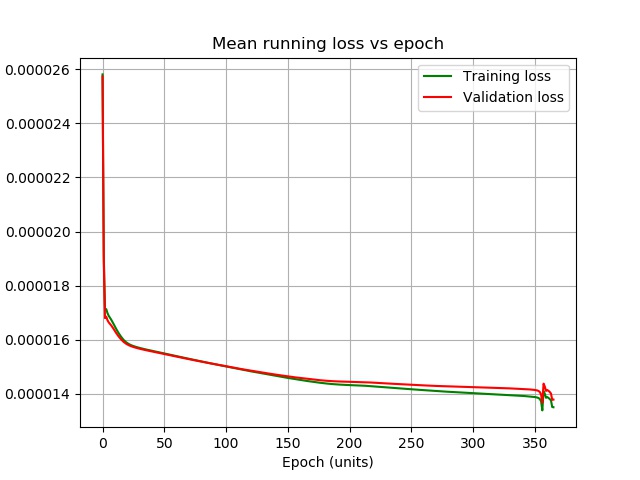 Mean running loss vs epoch
Training loss
Validation loss
0.000026
0.000024
0.000022
0.000020
0.000018
0.000016
0.000014
0 50 100 150 200 250 300 350
Epoch (units)